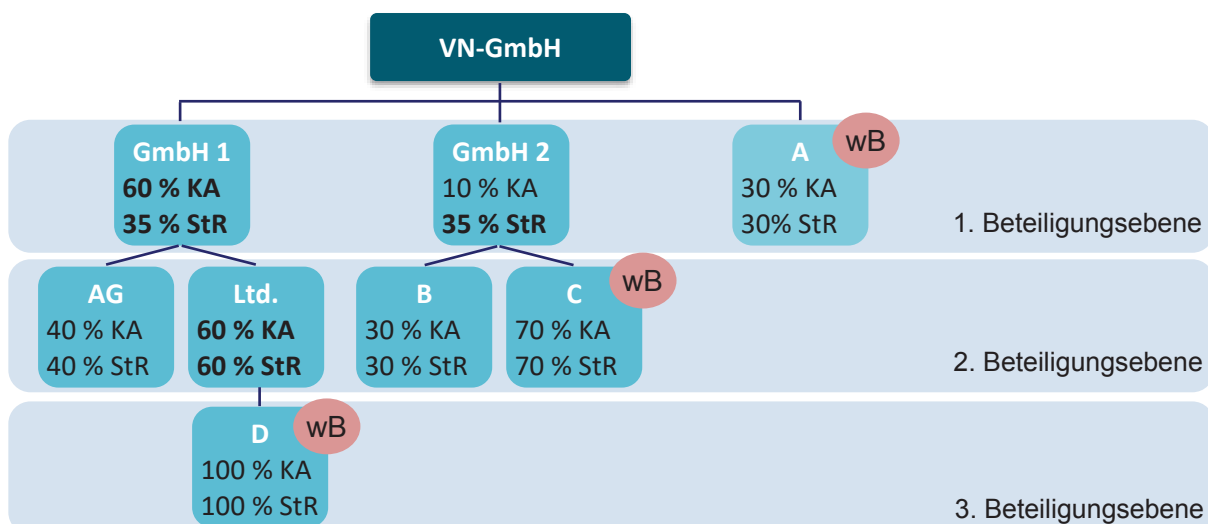 VN-GmbH
GmbH 1
60 % KA
35 % StR
GmbH 2
10 % KA
35 % StR
A
30 % KA
30% StR
wB
1. Beteiligungsebene
AG
40 % KA
40 % StR
Ltd.
60 % KA
60 % StR
B
30 % KA
30 % StR
C
70 % KA
70 % StR
wB
2. Beteiligungsebene
D
100 % KA
100 % StR
wB
3. Beteiligungsebene